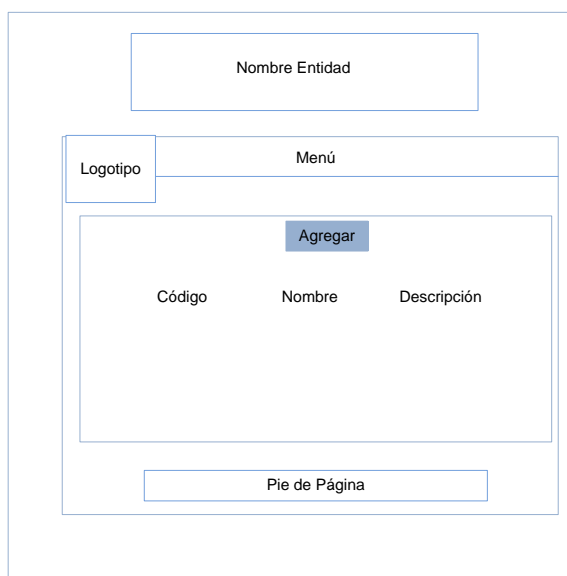 Nombre Entidad
Menú
Logotipo
Agregar
Código Nombre Descripción
Pie de Página